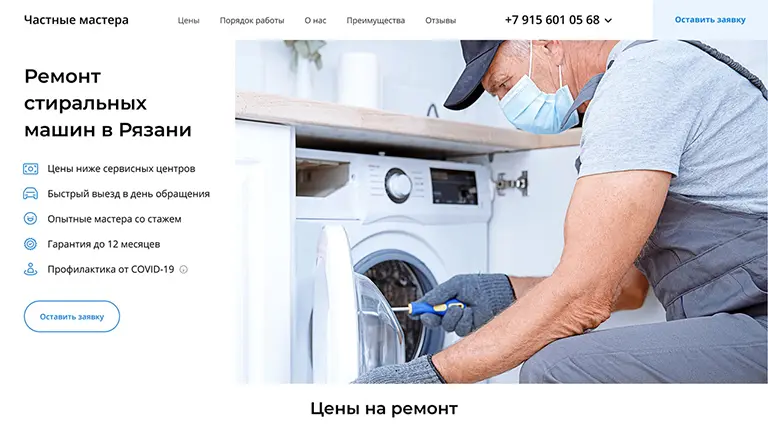 Частные мастера
Цены
Порядок работы
О нас
Преимущества
Отзывы
+7 915 601 05 68
Оставить заявку
Ремонт
стиральных
машин в Рязани
Цены ниже сервисных центров
Быстрый выезд в день обращения
Опытные мастера со стажем
Гарантия до 12 месяцев
Профилактика от COVID-19
Оставить заявку
Цены на ремонт